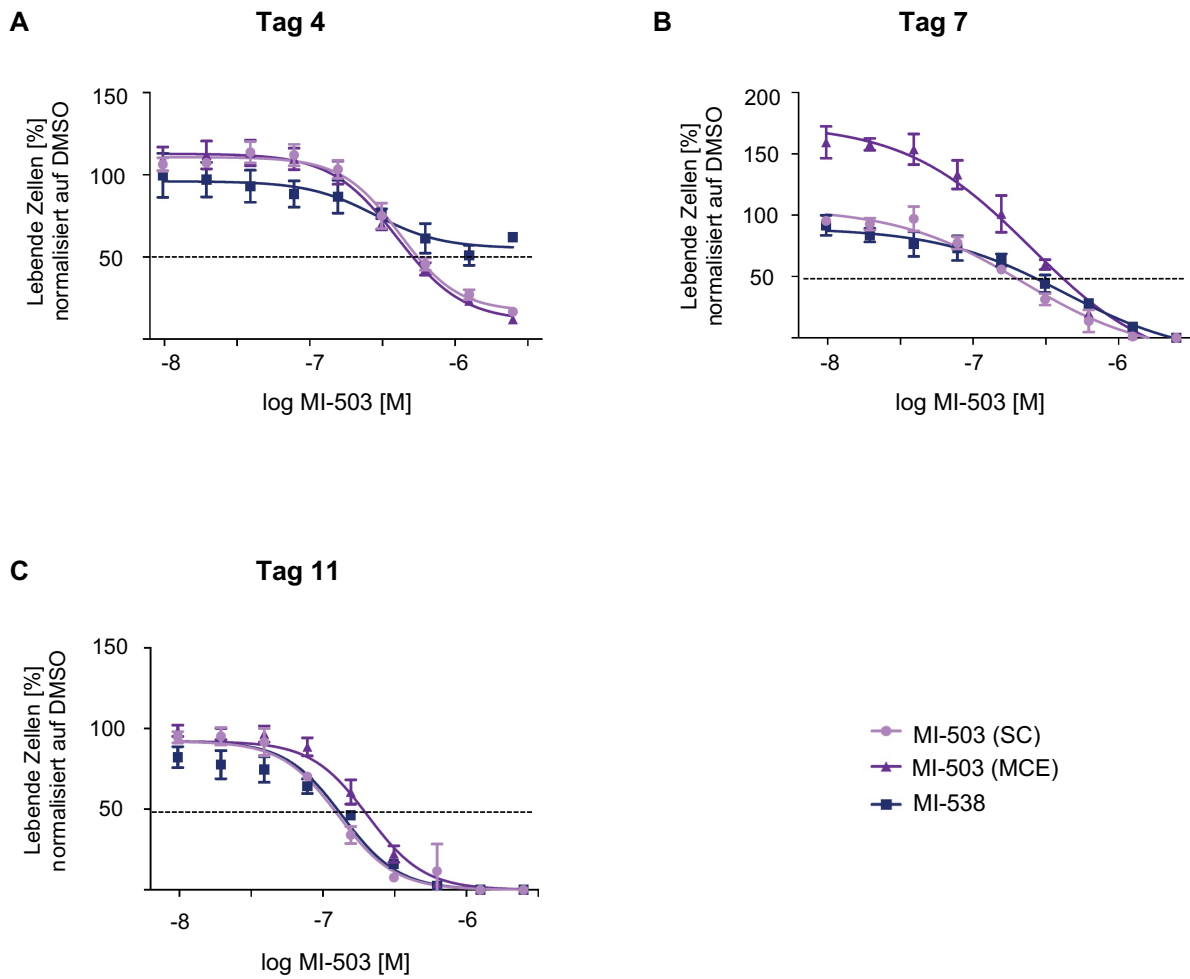 A
Tag 4
Lebende Zellen [%]
normalisiert auf DMSO
150
100
50
-8
-7
-6
log MI-503 [M]
B
Tag 7
Lebende Zellen [%]
normalisiert auf DMSO
200
150
100
50
-8
-7
-6
log MI-503 [M]
C
Tag 11
Lebende Zellen [%]
normalisiert auf DMSO
150
100
50
-8
-7
-6
log MI-503 [M]
MI-503 (SC)
MI-503 (MCE)
MI-538